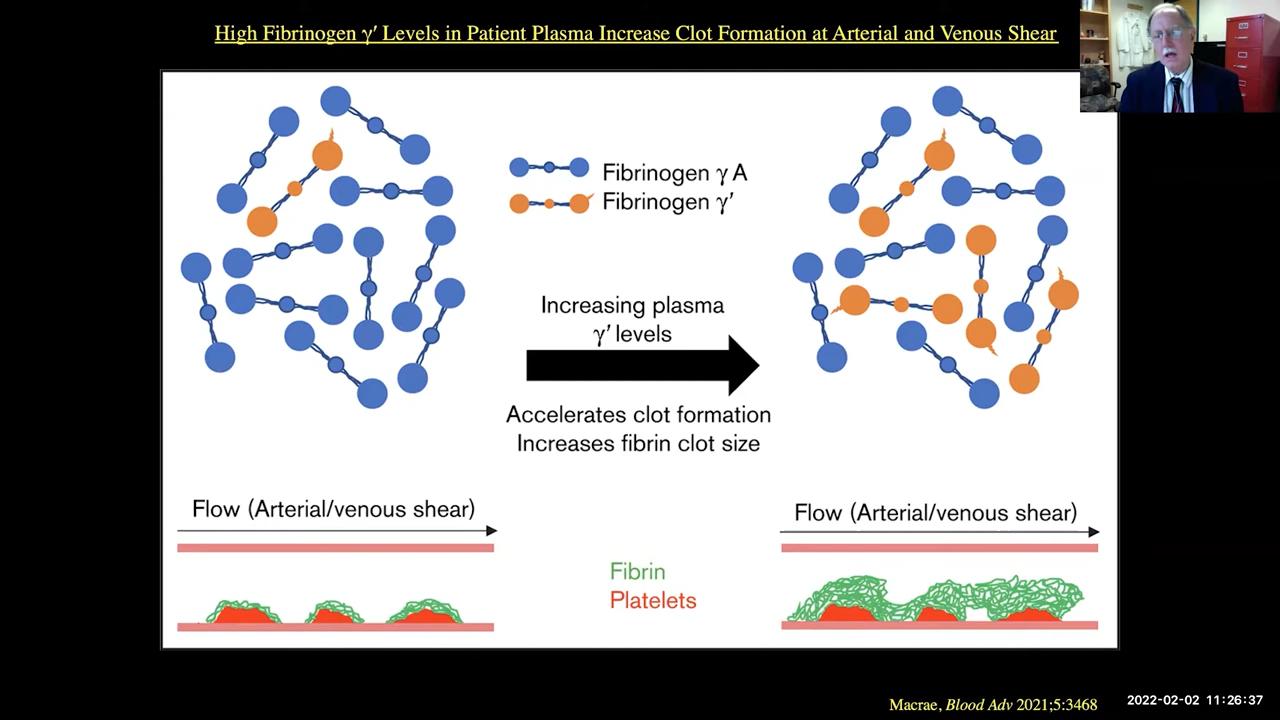 High Fibrinogen γ′ Levels in Patient Plasma Increase Clot Formation at Arterial and Venous Shear
Fibrinogen γ A
Fibrinogen γ′
Increasing plasma
γ′ levels
Accelerates clot formation
Increases fibrin clot size
Flow (Arterial/venous shear)
Flow (Arterial/venous shear)
Fibrin
Platelets
Macrae, Blood Adv 2021;5:3468
2022-02-02 11:26:37